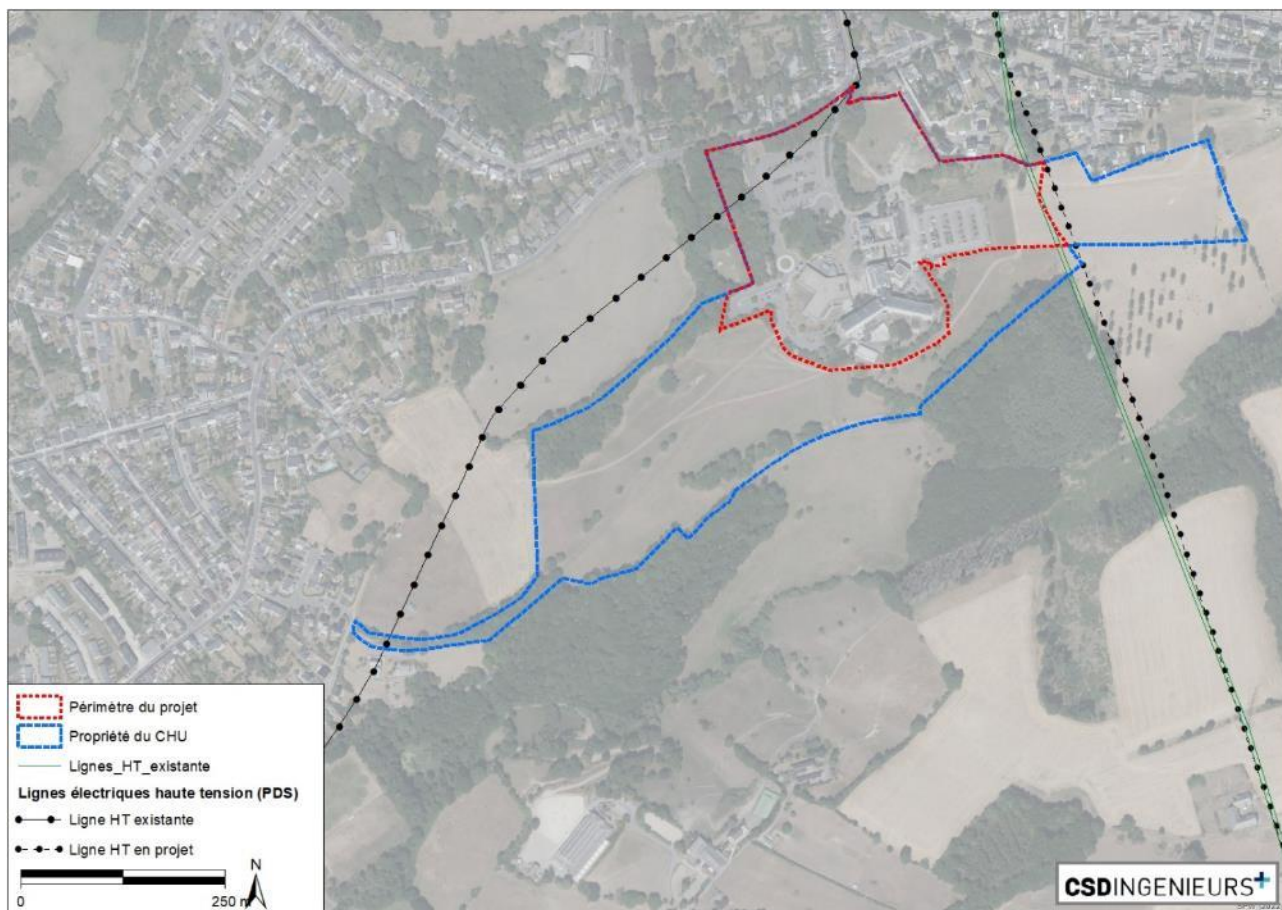 Périmètre du projet
Propriété du CHU
Lignes_HT_existante
Lignes électriques haute tension (PDS)
Ligne HT existante
Ligne HT en projet
N
0 250 m
CSDINGENIEURS+